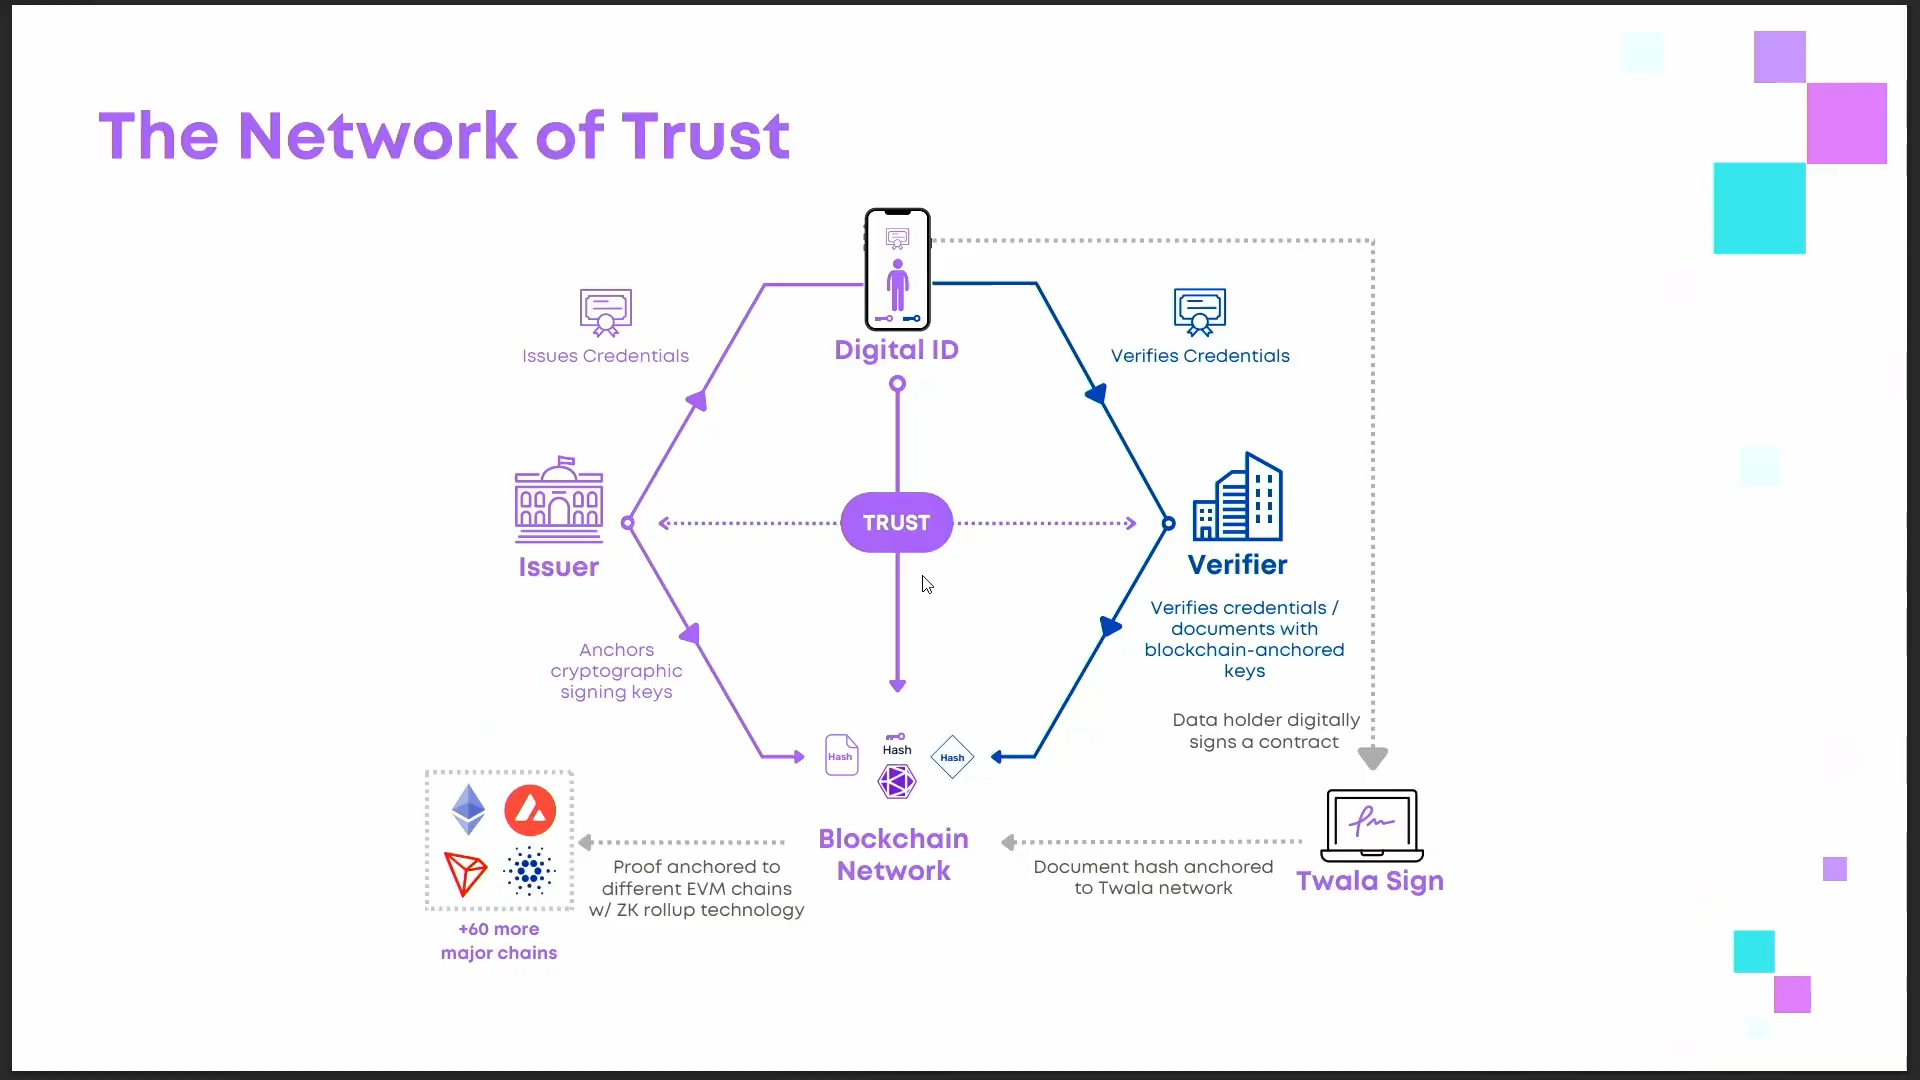 The Network of Trust
Issues Credentials
Digital ID
Verifies Credentials
TRUST
Issuer
Verifier
Verifies credentials /
documents with
blockchain-anchored
keys
Anchors
cryptographic
signing keys
Data holder digitally
signs a contract
Hash
Hash
Hash
Blockchain
Network
Proof anchored to
different EVM chains
w/ ZK rollup technology
Document hash anchored
to Twala network
Twala Sign
+60 more
major chains